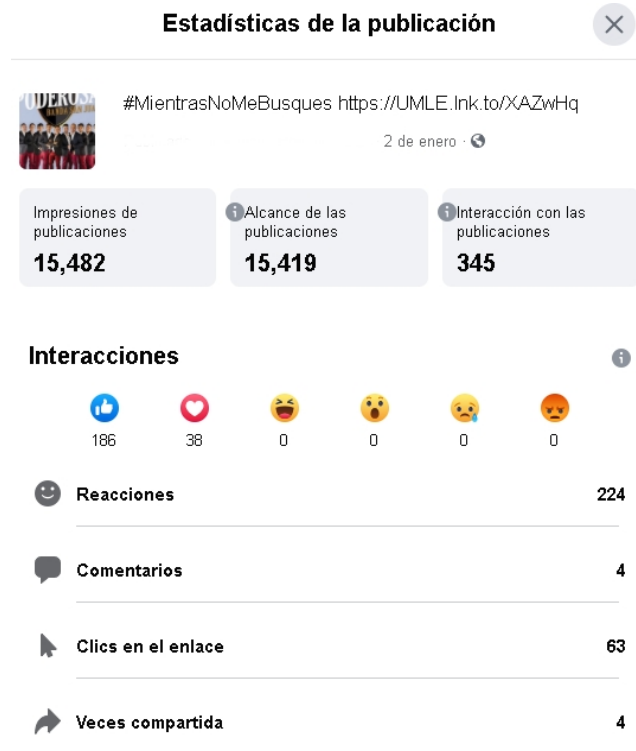 Estadísticas de la publicación
#MientrasNoMeBusques https://UMLE.lnk.to/XAZwHq
2 de enero
Impresiones de publicaciones
15,482
Alcance de las publicaciones
15,419
Interacción con las publicaciones
345
Interacciones
186
38
0
0
0
0
Reacciones
224
Comentarios
4
Clics en el enlace
63
Veces compartida
4